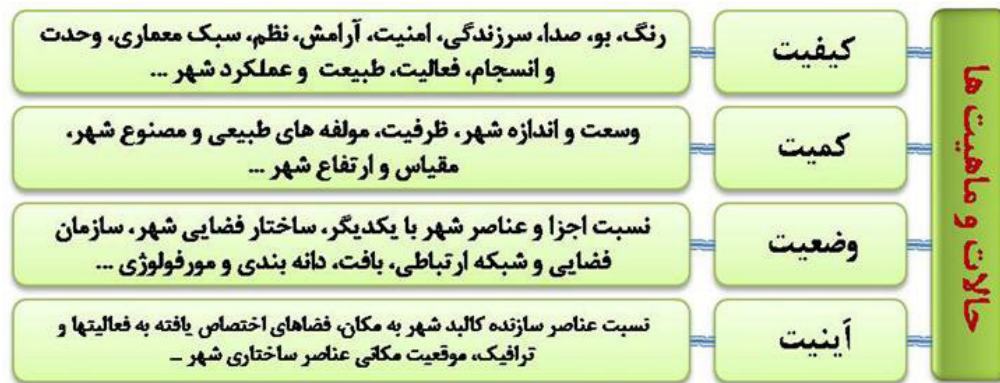 حالات و ماهیت ها
کیفیت
رنگ، بو، صدا، سرزندگی، امنیت، آرامش، نظم، سبک معماری، وحدت
و انسجام، فعالیت، طبیعت و عملکرد شهر ...
کمیت
وسعت و اندازه شهر، ظرفیت، مولفه های طبیعی و مصنوع شهر،
مقیاس و ارتفاع شهر ...
وضعیت
نسبت اجزا و عناصر شهر با یکدیگر، ساختار فضایی شهر، سازمان
فضایی و شبکه ارتباطی، بافت، دانه بندی و مورفولوژی ...
اَینیت
نسبت عناصر سازنده کالبد شهر به مکان، فضاهای اختصاص یافته به فعالیتها و
ترافیک، موقعیت مکانی عناصر ساختاری شهر ...